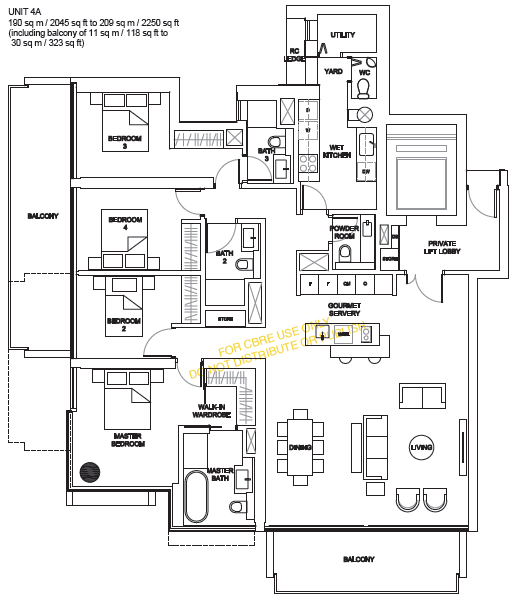 UNIT 4A
190 sq m / 2045 sq ft to 209 sq m / 2250 sq ft
(including balcony of 11 sq m / 118 sq ft to
30 sq m / 323 sq ft)
RC
LEDGE
UTILITY
YARD
WC
BEDROOM
3
BATH
3
WET
KITCHEN
BALCONY
BEDROOM
4
POWDER
ROOM
PRIVATE
LIFT LOBBY
BATH
2
STORE
F
F
GOURMET
SERVERY
BEDROOM
2
STORE
FOR CBRE USE ONLY
DO NOT DISTRIBUTE OR
WALK-IN
WARDROBE
MASTER
BEDROOM
DINING
LIVING
MASTER
BATH
BALCONY